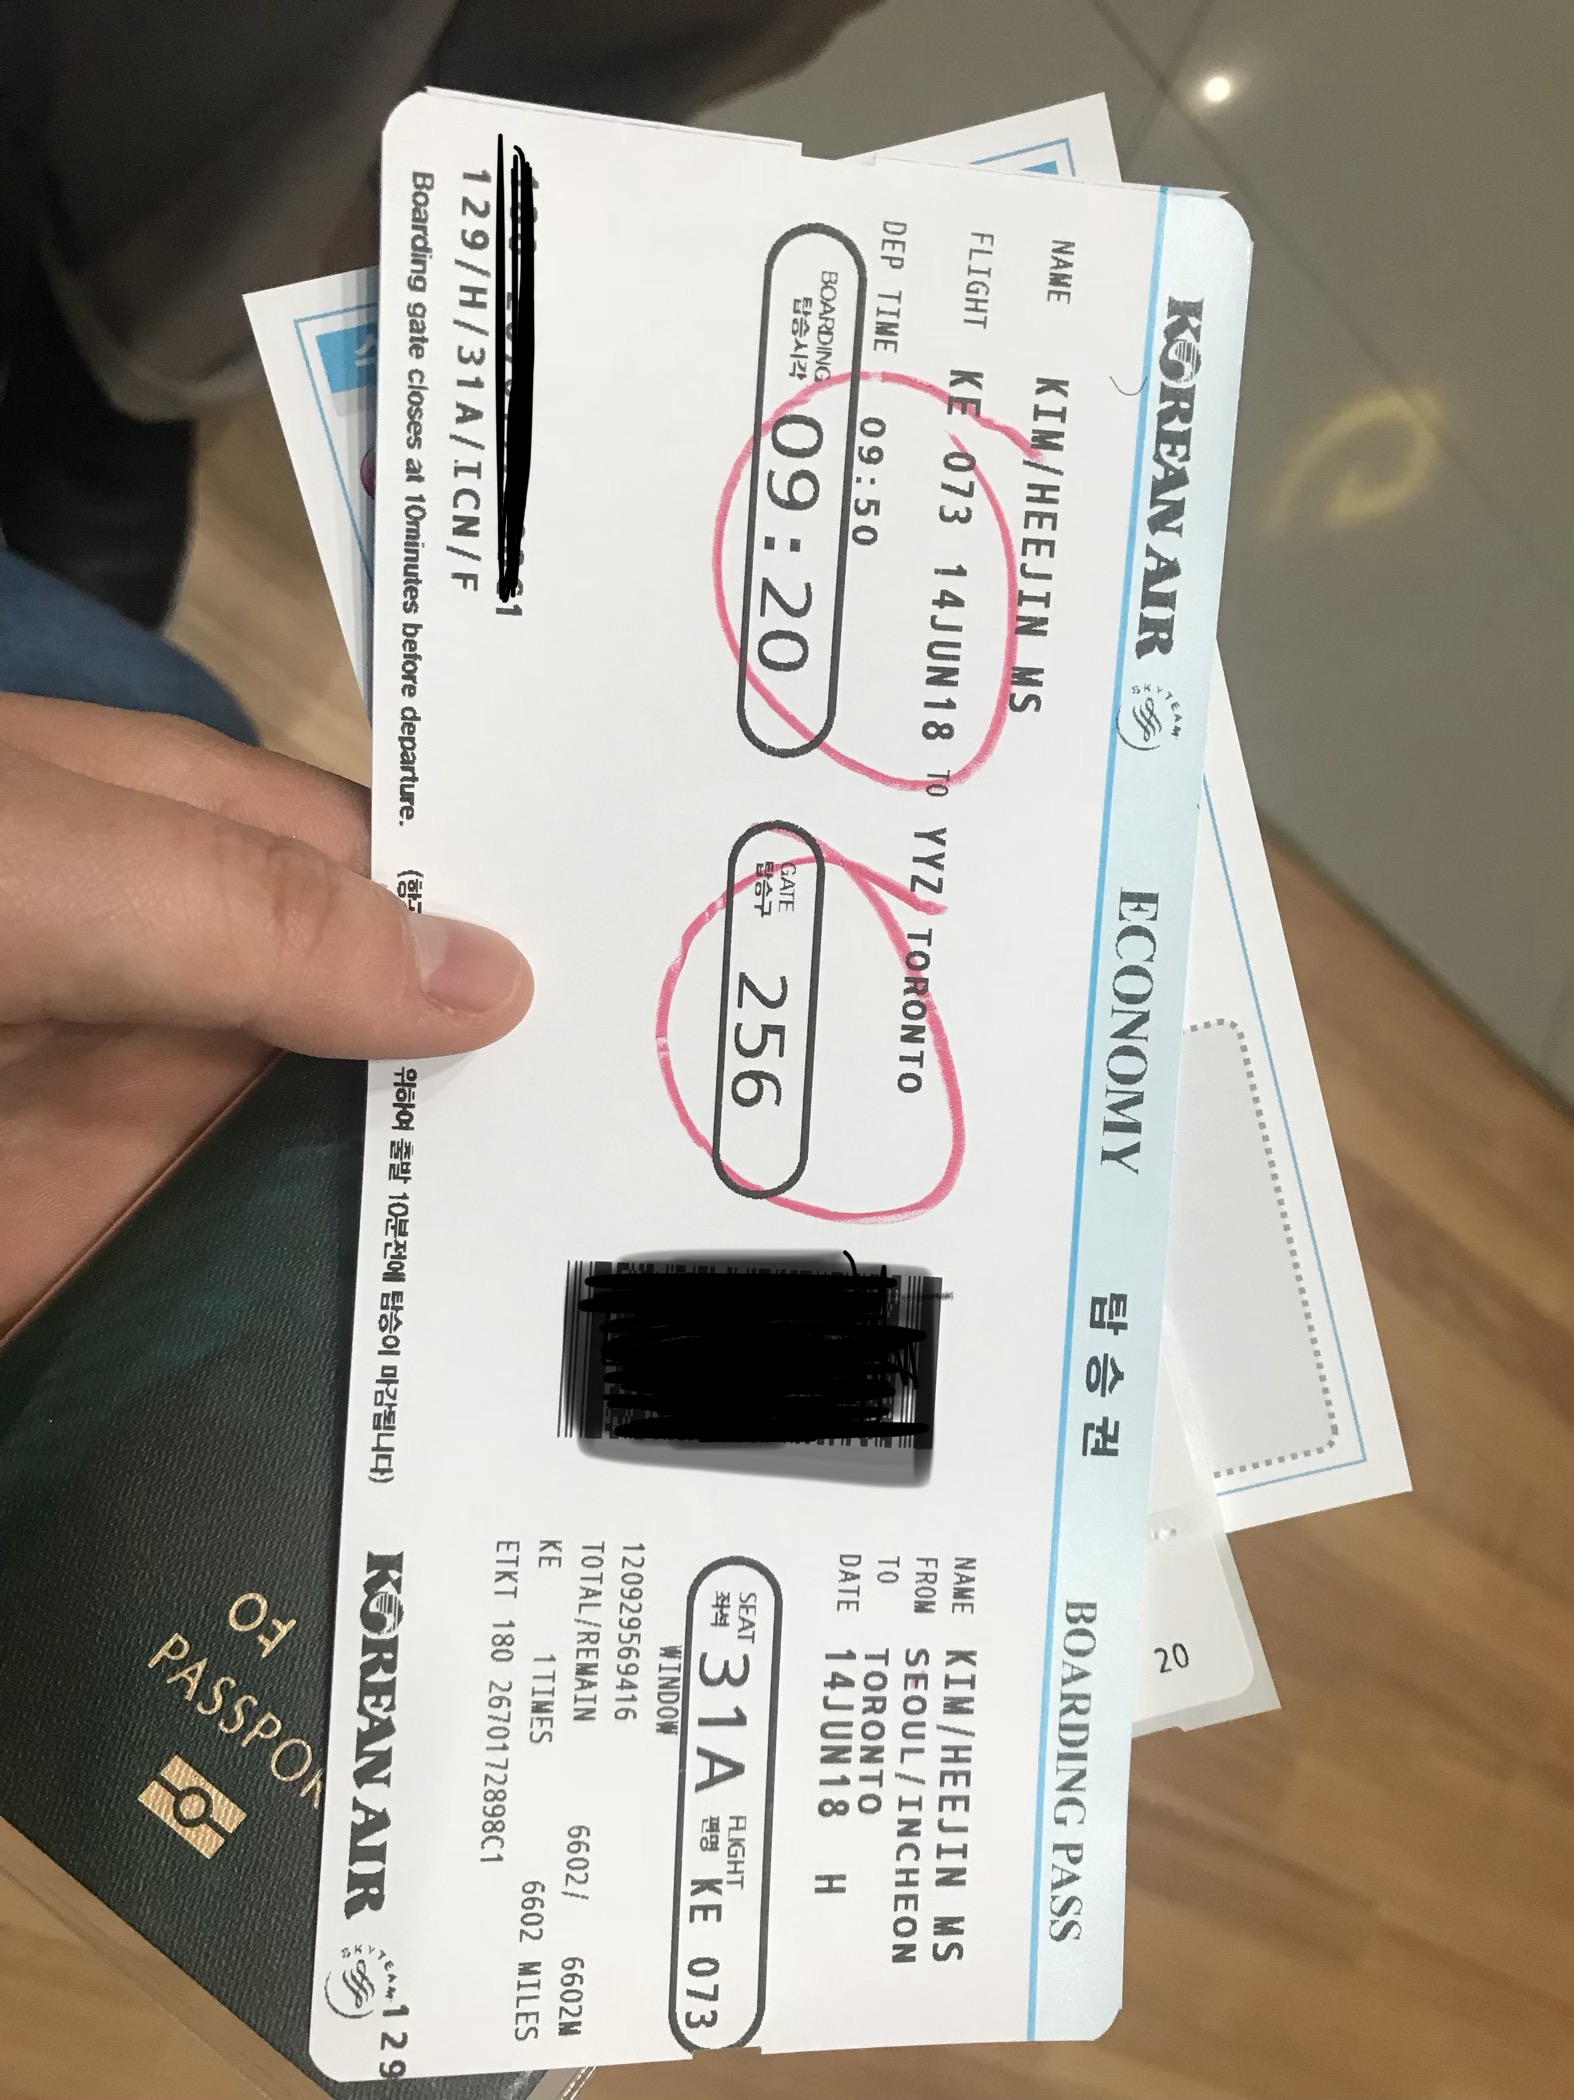 KOREAN AIR SKYTEAM ECONOMY 탑승권 BOARDING PASS
NAME KIM/HEEJIN MS
FLIGHT KE 073 14JUN18 TO YYZ TORONTO
DEP TIME 09:50
BOARDING
탑승시각 09:20
GATE
탑승구 256
129/H/31A/ICN/F
Boarding gate closes at 10minutes before departure.
위하여 출발 10분전에 탑승이 마감됩니다)
NAME KIM/HEEJIN MS
FROM SEOUL/INCHEON
TO TORONTO
DATE 14JUN18 H
SEAT
좌석 31A
FLIGHT
편명 KE 073
WINDOW
120929569416
TOTAL/REMAIN 6602/ 6602M
KE 1TIMES 6602 MILES
ETKT 180 2670172898C1
KOREAN AIR SKYTEAM 129
20
여